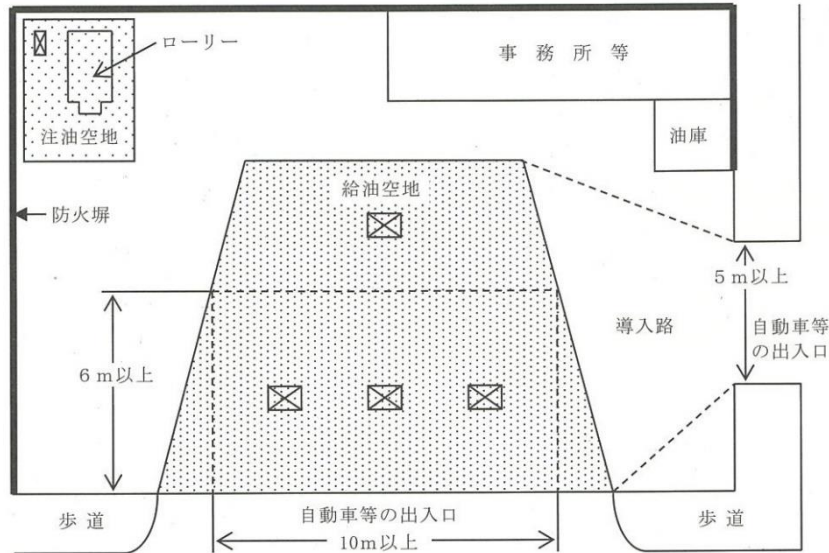 ローリー
事務所等
注油空地
油庫
給油空地
防火塀
5m以上
導入路
自動車等
の出入口
6m以上
歩道
自動車等の出入口
10m以上
歩道